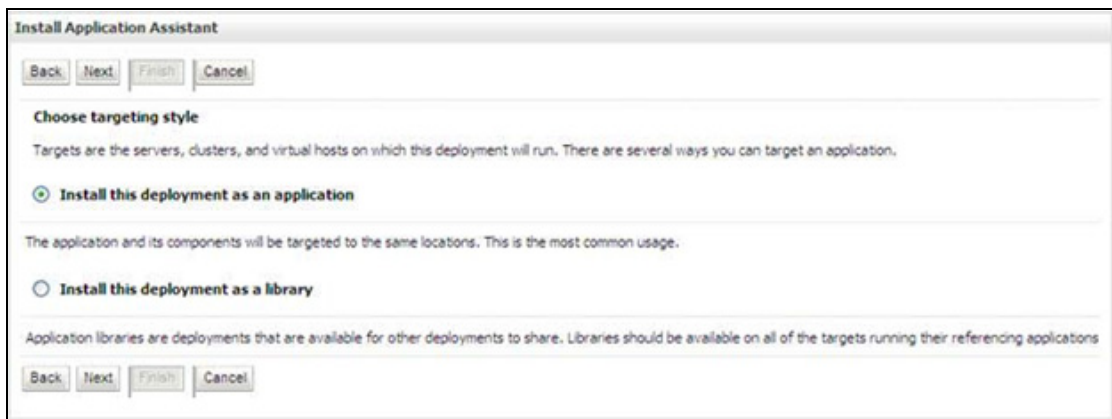 Install Application Assistant
Back Next Finish Cancel
Choose targeting style
Targets are the servers, clusters, and virtual hosts on which this deployment will run. There are several ways you can target an application.
Install this deployment as an application
The application and its components will be targeted to the same locations. This is the most common usage.
Install this deployment as a library
Application libraries are deployments that are available for other deployments to share. Libraries should be available on all of the targets running their referencing applications
Back Next Finish Cancel